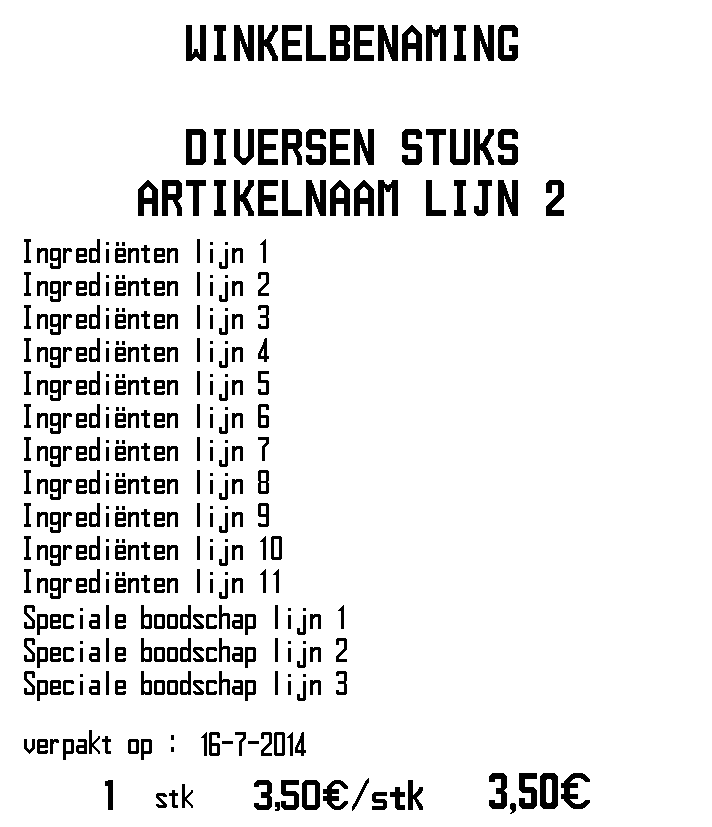 WINKELBENAMING
DIVERSEN STUKS
ARTIKELNAAM LIJN 2
Ingrediënten lijn 1
Ingrediënten lijn 2
Ingrediënten lijn 3
Ingrediënten lijn 4
Ingrediënten lijn 5
Ingrediënten lijn 6
Ingrediënten lijn 7
Ingrediënten lijn 8
Ingrediënten lijn 9
Ingrediënten lijn 10
Ingrediënten lijn 11
Speciale boodschap lijn 1
Speciale boodschap lijn 2
Speciale boodschap lijn 3
verpakt op : 16-7-2014
1 stk 3,50€/stk 3,50€